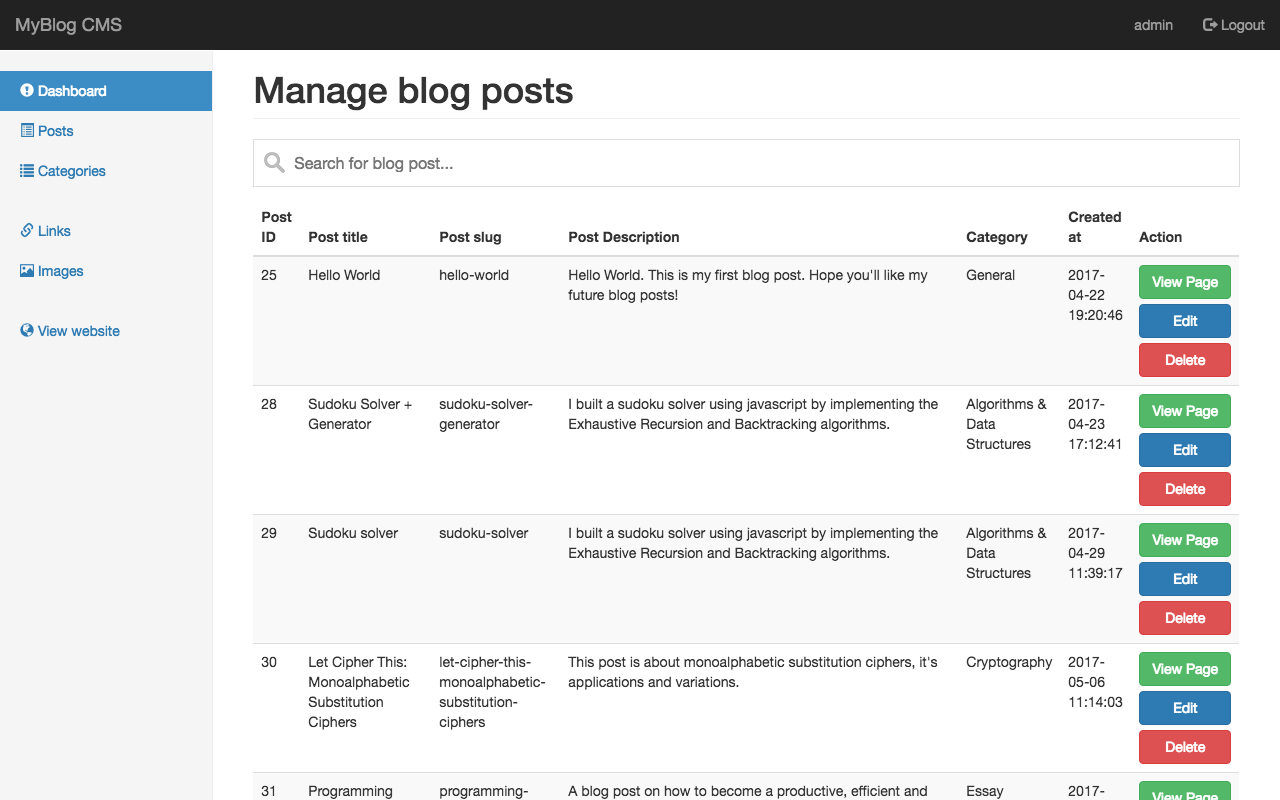 MyBlog CMS
admin
Logout
Dashboard
Posts
Categories
Links
Images
View website
Manage blog posts
Search for blog post...
Post ID Post title Post slug Post Description Category Created at Action
25 Hello World hello-world Hello World. This is my first blog post. Hope you'll like my General 2017-
future blog posts! 04-22
19:20:46
View Page
Edit
Delete
28 Sudoku Solver + sudoku-solver- I built a sudoku solver using javascript by implementing the Algorithms & 2017-
Generator generator Exhaustive Recursion and Backtracking algorithms. Data 04-23
Structures 17:12:41
View Page
Edit
Delete
29 Sudoku solver sudoku-solver I built a sudoku solver using javascript by implementing the Algorithms & 2017-
Exhaustive Recursion and Backtracking algorithms. Data 04-29
Structures 11:39:17
View Page
Edit
Delete
30 Let Cipher This: let-cipher-this- This post is about monoalphabetic substitution ciphers, it's Cryptography 2017-
Monoalphabetic monoalphabetic- applications and variations. 05-06
Substitution substitution- 11:14:03
Ciphers ciphers
View Page
Edit
Delete
31 Programming programming- A blog post on how to become a productive, efficient and Essay 2017-
View Page